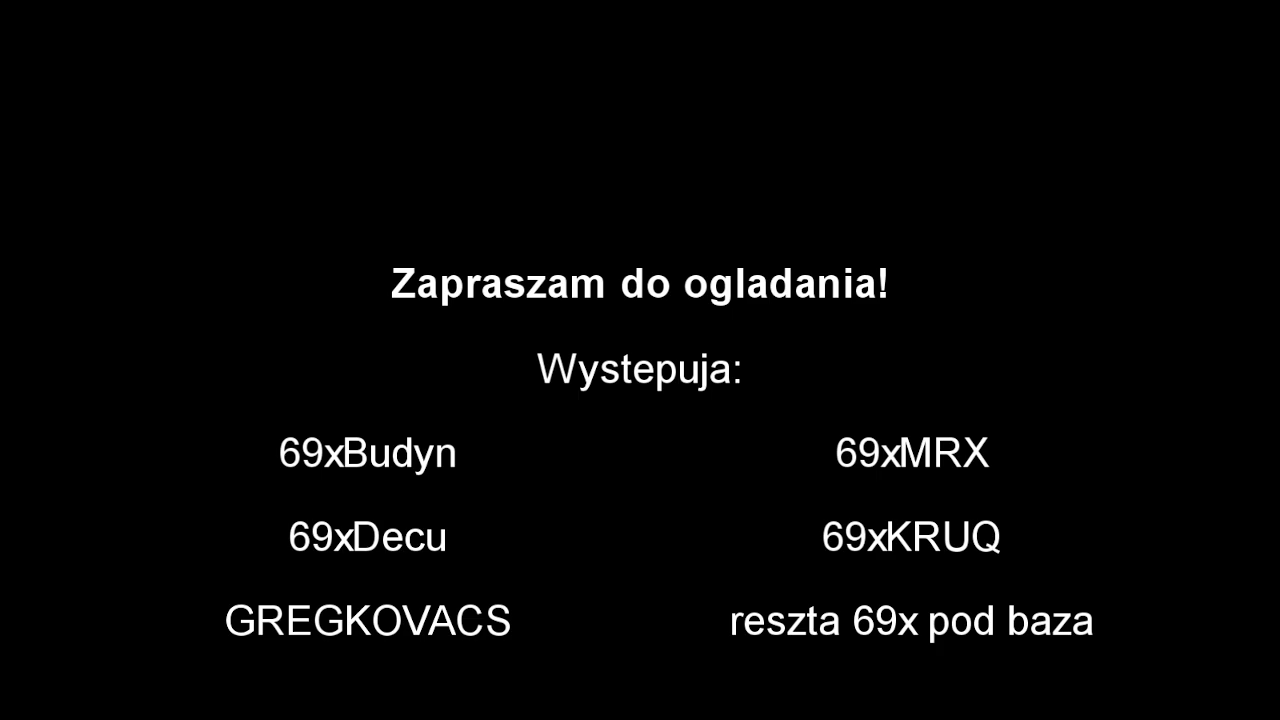 Zapraszam do ogladania!
Wystepuja:
69xBudyn 69xMRX
69xDecu 69xKRUQ
GREGKOVACS reszta 69x pod baza